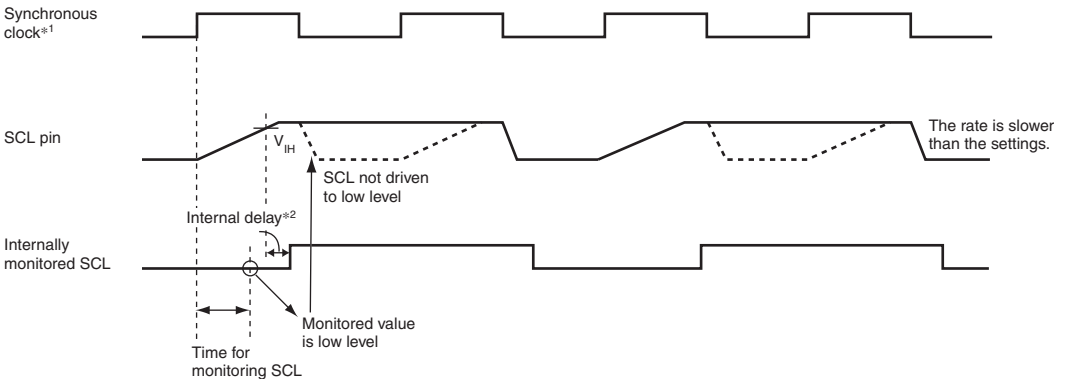 Synchronous
clock*1
SCL pin
VIH
The rate is slower
than the settings.
SCL not driven
to low level
Internal delay*2
Internally
monitored SCL
Monitored value
is low level
Time for
monitoring SCL